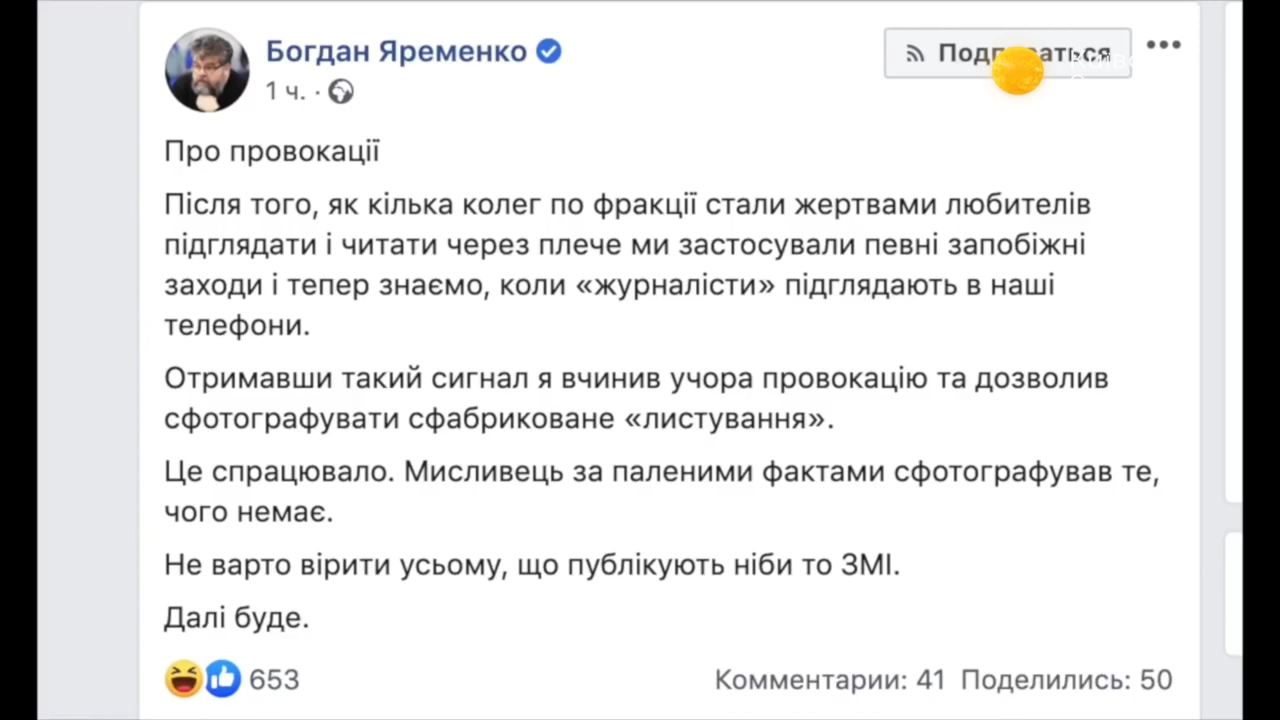 Богдан Яременко
1 ч. ·
Про провокації
Після того, як кілька колег по фракції стали жертвами любителів
підглядати і читати через плече ми застосували певні запобіжні
заходи і тепер знаємо, коли «журналісти» підглядають в наші
телефони.
Отримавши такий сигнал я вчинив учора провокацію та дозволив
сфотографувати сфабриковане «листування».
Це спрацювало. Мисливець за паленими фактами сфотографував те,
чого немає.
Не варто вірити усьому, що публікують ніби то ЗМІ.
Далі буде.
653
Комментарии: 41 Поделились: 50